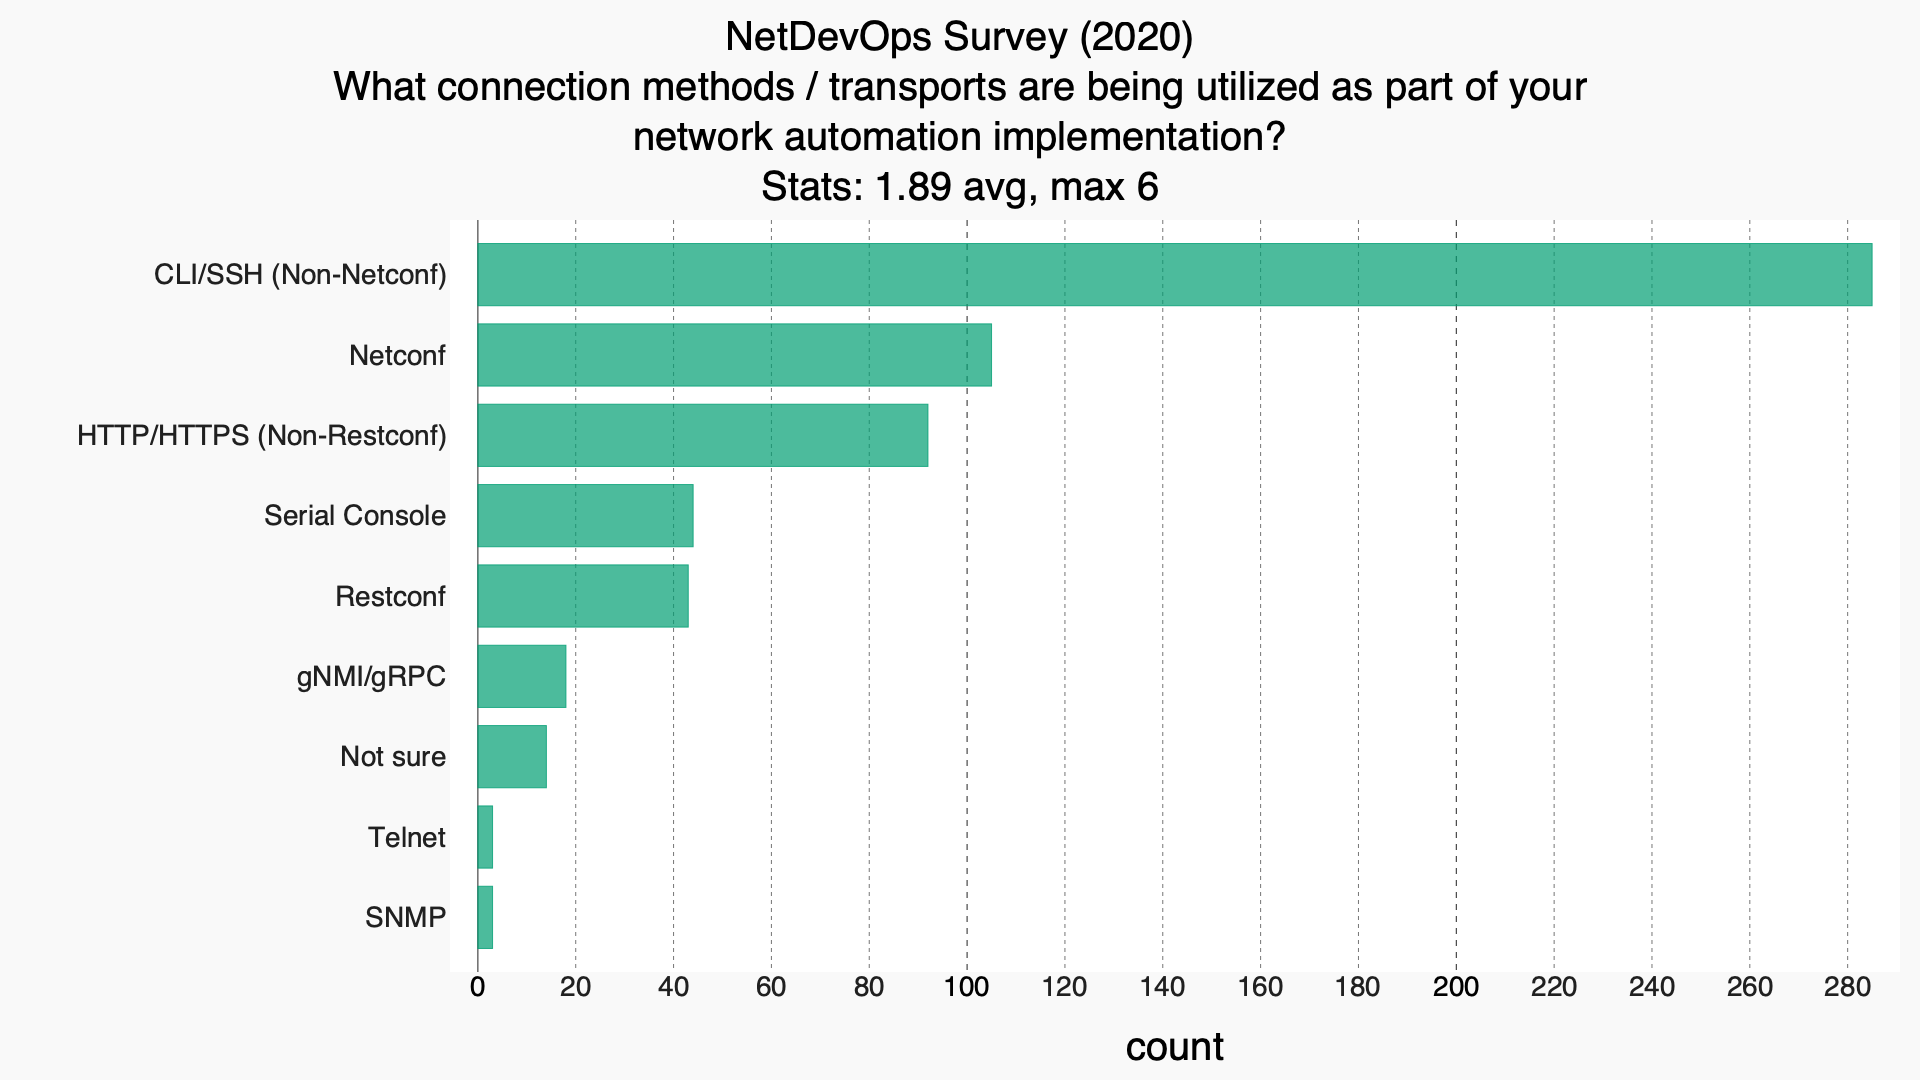 NetDevOps Survey (2020)
What connection methods / transports are being utilized as part of your
network automation implementation?
Stats: 1.89 avg, max 6
CLI/SSH (Non-Netconf)
Netconf
HTTP/HTTPS (Non-Restconf)
Serial Console
Restconf
gNMI/gRPC
Not sure
Telnet
SNMP
0 20 40 60 80 100 120 140 160 180 200 220 240 260 280
count